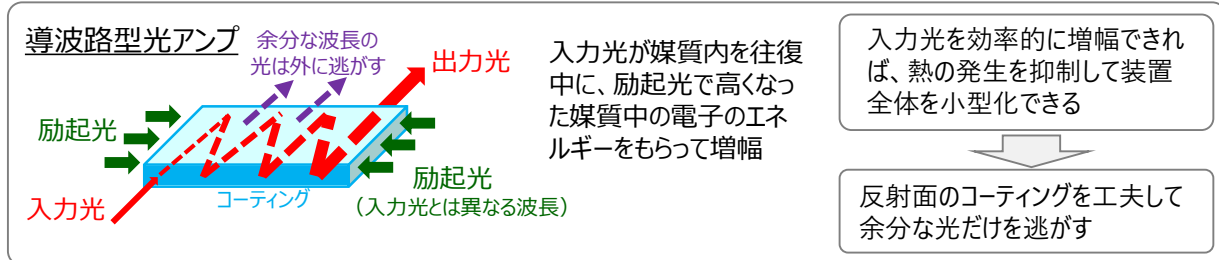 導波路型光アンプ
余分な波長の
光は外に逃がす
出力光
励起光
入力光
コーティング
励起光
(入力光とは異なる波長)
入力光が媒質内を往復
中に、励起光で高くなっ
た媒質中の電子のエネ
ルギーをもらって増幅
入力光を効率的に増幅できれ
ば、熱の発生を抑制して装置
全体を小型化できる
反射面のコーティングを工夫して
余分な光だけを逃がす